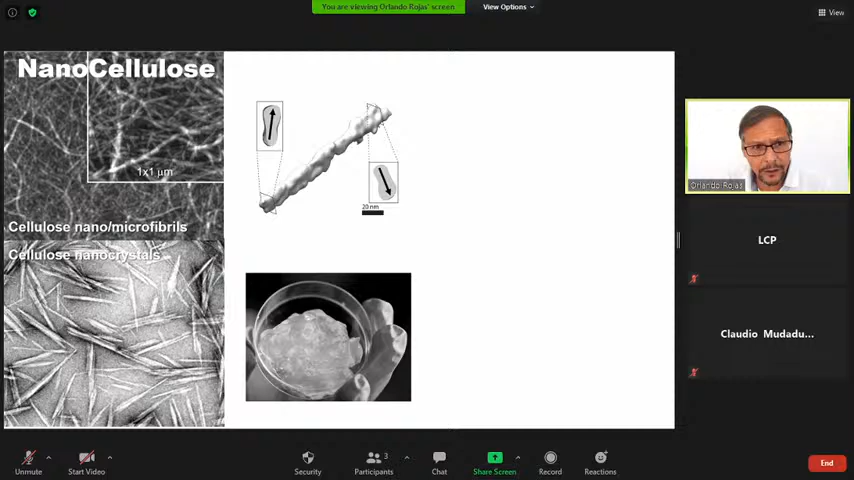 You are viewing Orlando Rojas' screen
View Options
View
NanoCellulose
1x1 µm
Cellulose nano/microfibrils
Cellulose nanocrystals
20 nm
Orlando Rojas
LCP
Claudio Mudadu...
Unmute
Start Video
Security
3
Participants
Chat
Share Screen
Record
Reactions
End